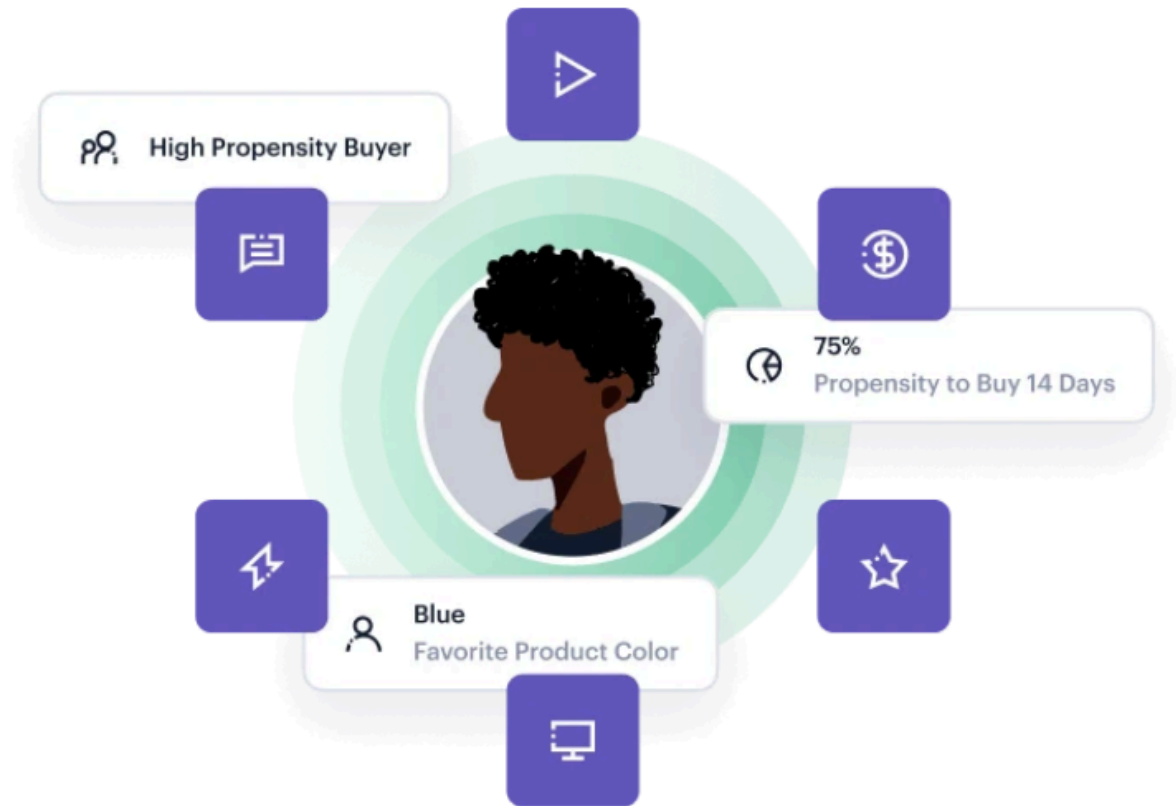 High Propensity Buyer
75%
Propensity to Buy 14 Days
Blue
Favorite Product Color